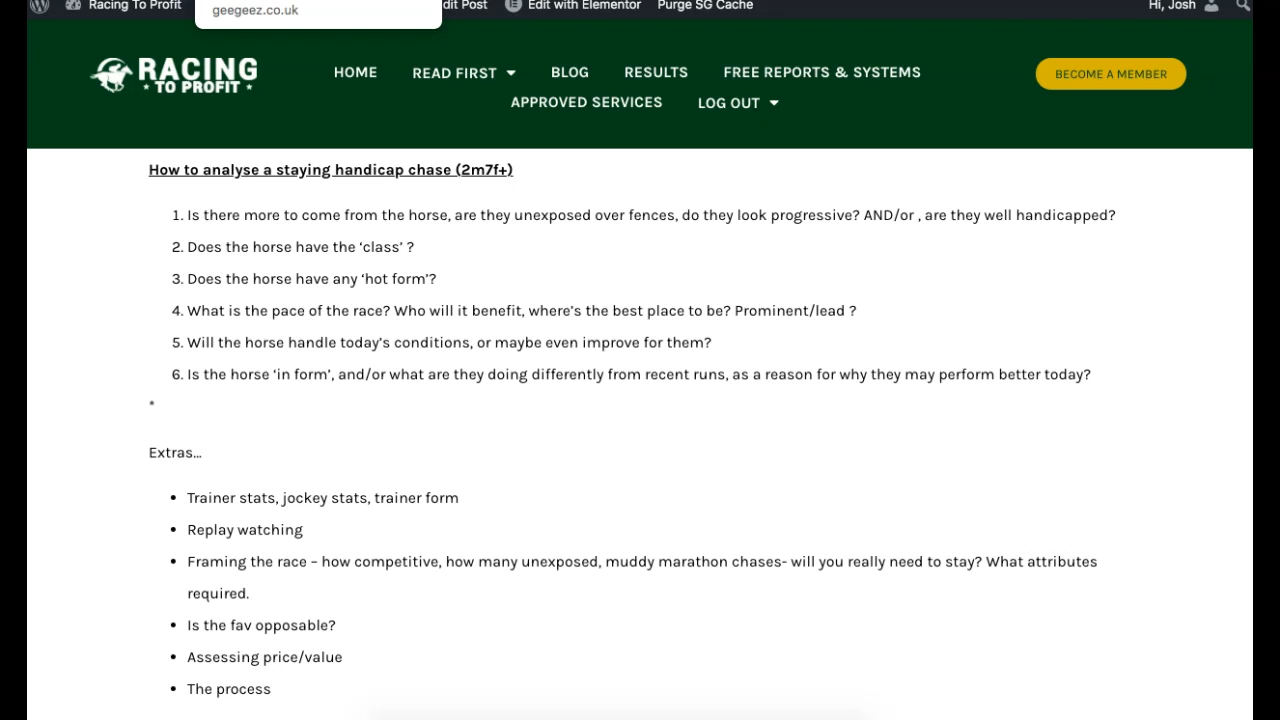 Racing To Profit
geegeez.co.uk
dit Post
Edit with Elementor
Purge SG Cache
Hi, Josh
RACING
TO PROFIT
HOME
READ FIRST
BLOG
RESULTS
FREE REPORTS & SYSTEMS
APPROVED SERVICES
LOG OUT
BECOME A MEMBER
How to analyse a staying handicap chase (2m7f+)
1. Is there more to come from the horse, are they unexposed over fences, do they look progressive? AND/or , are they well handicapped?
2. Does the horse have the ‘class’ ?
3. Does the horse have any ‘hot form’?
4. What is the pace of the race? Who will it benefit, where’s the best place to be? Prominent/lead ?
5. Will the horse handle today’s conditions, or maybe even improve for them?
6. Is the horse ‘in form’, and/or what are they doing differently from recent runs, as a reason for why they may perform better today?
*
Extras…
• Trainer stats, jockey stats, trainer form
• Replay watching
• Framing the race – how competitive, how many unexposed, muddy marathon chases- will you really need to stay? What attributes
required.
• Is the fav opposable?
• Assessing price/value
• The process